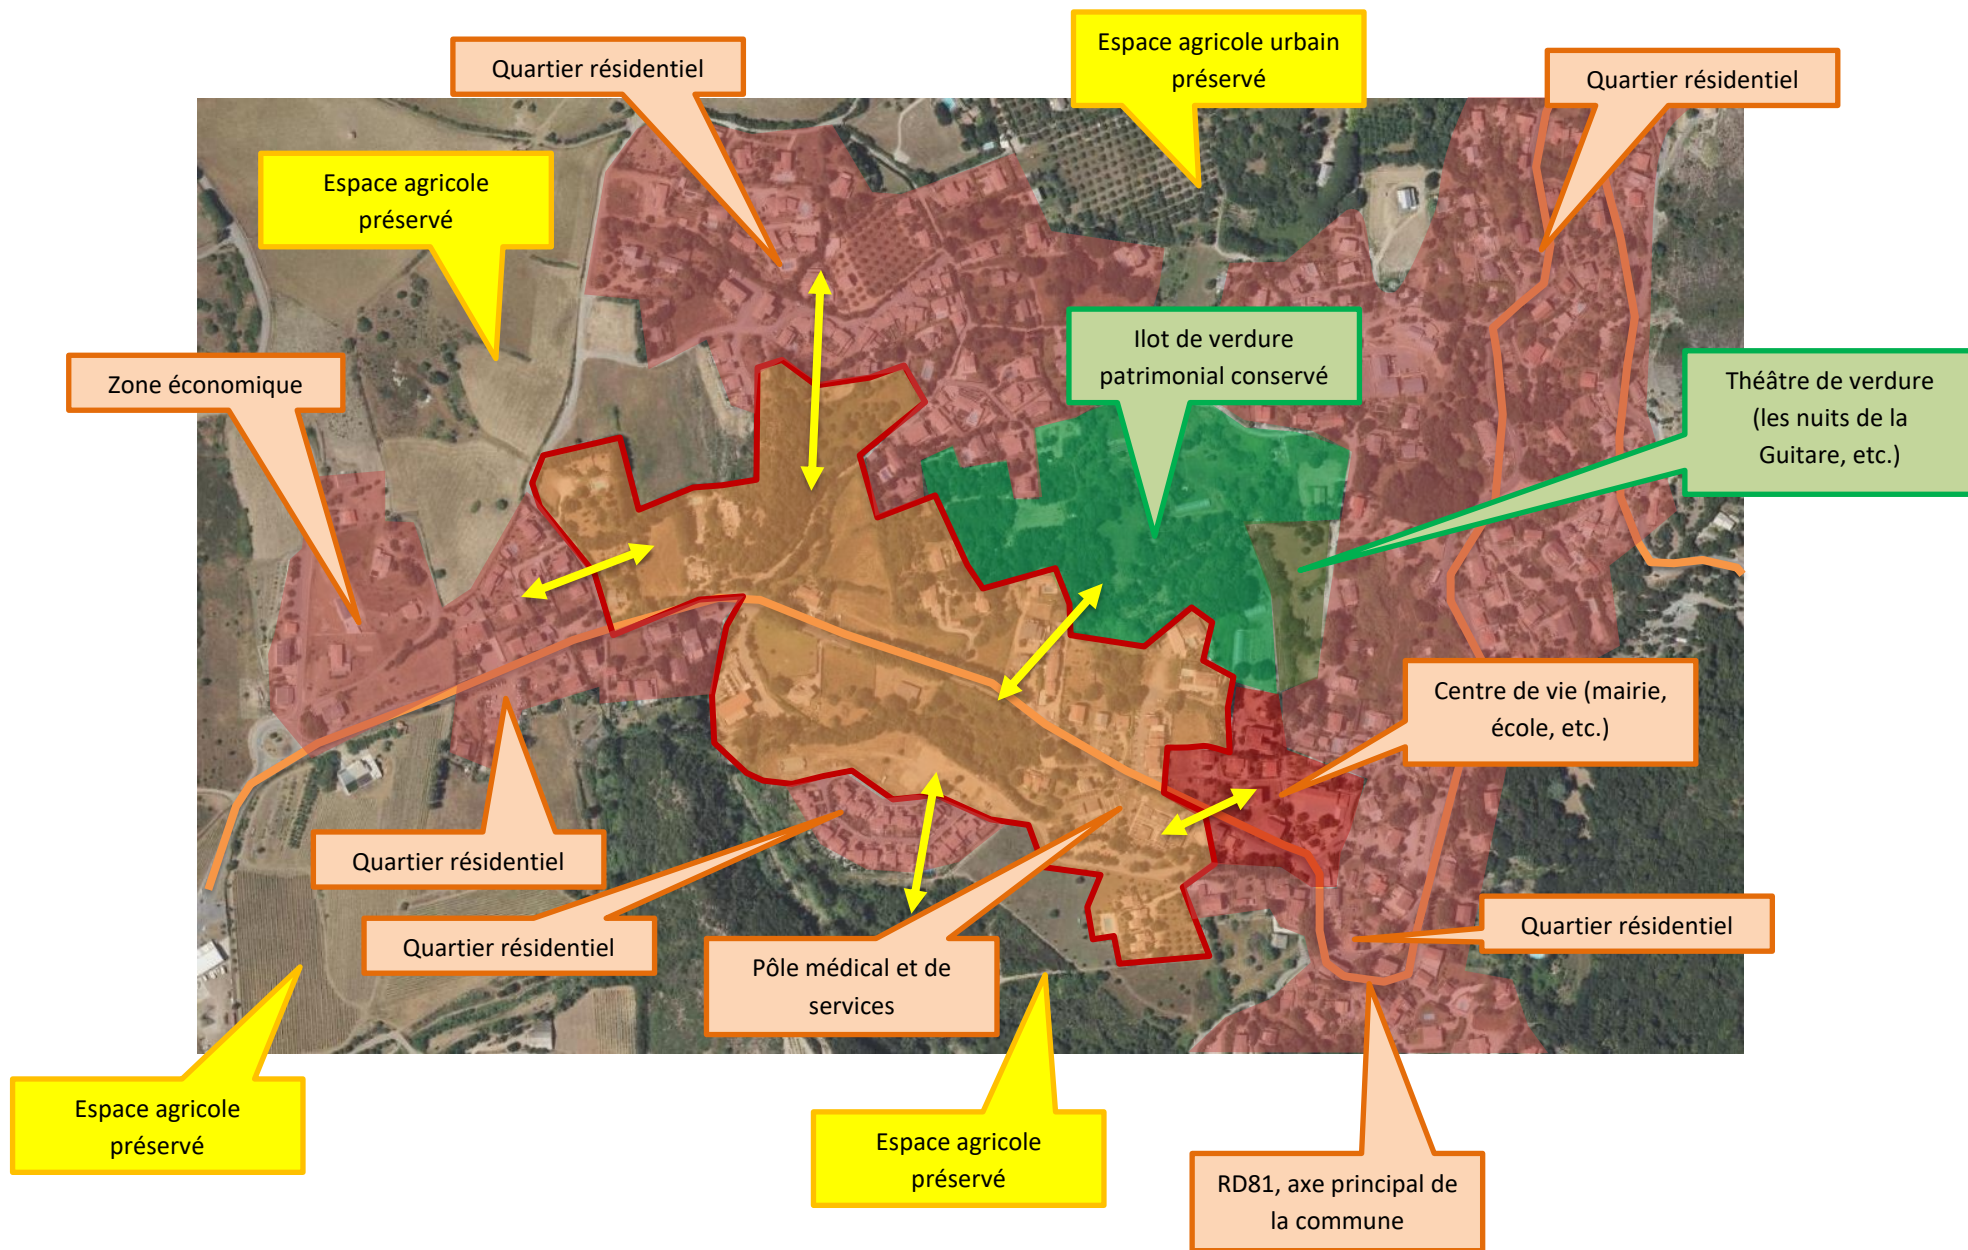 Espace agricole urbain
préservé
Quartier résidentiel
Quartier résidentiel
Espace agricole
préservé
Ilot de verdure
patrimonial conservé
Zone économique
Théâtre de verdure
(les nuits de la
Guitare, etc.)
Centre de vie (mairie,
école, etc.)
Quartier résidentiel
Quartier résidentiel
Quartier résidentiel
Pôle médical et de
services
Espace agricole
préservé
Espace agricole
préservé
RD81, axe principal de
la commune